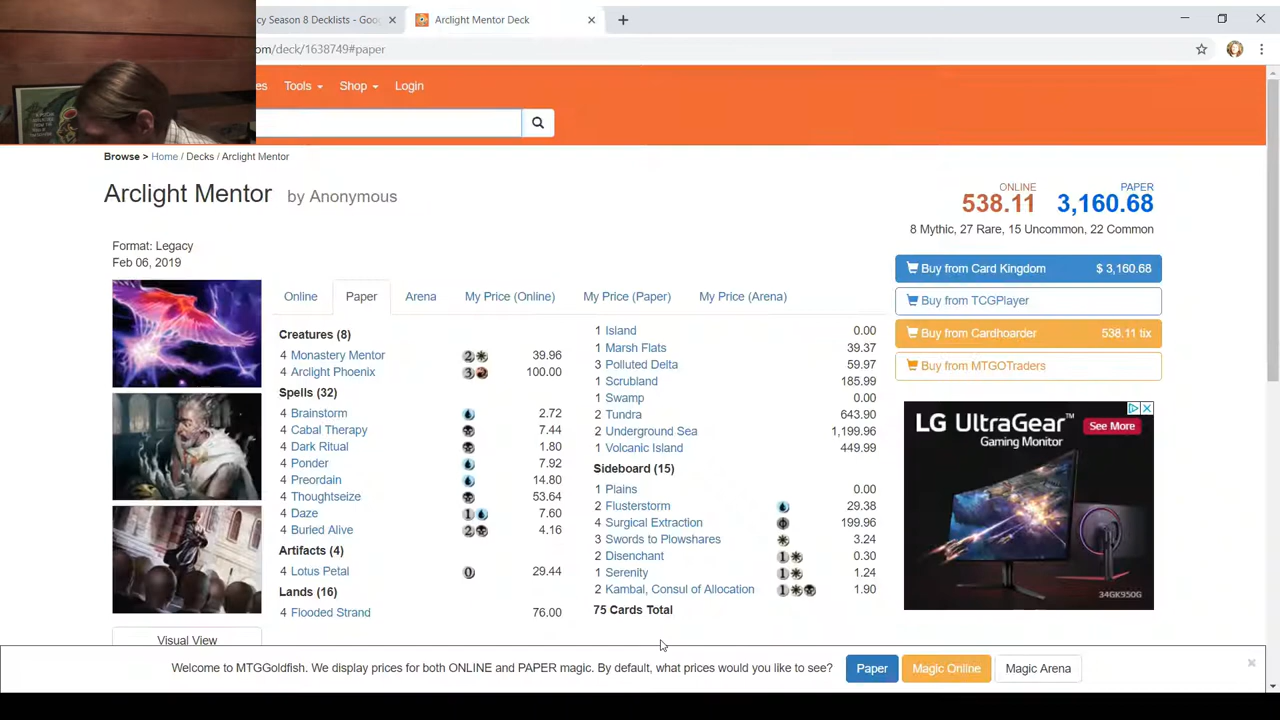 cy Season 8 Decklists - Goo
Arclight Mentor Deck
om/deck/1638749#paper
es Tools Shop Login
Browse > Home / Decks / Arclight Mentor
Arclight Mentor by Anonymous
ONLINE PAPER
538.11 3,160.68
8 Mythic, 27 Rare, 15 Uncommon, 22 Common
Format: Legacy
Feb 06, 2019
Buy from Card Kingdom $ 3,160.68
Buy from TCGPlayer
Buy from Cardhoarder 538.11 tix
Buy from MTGOTraders
Online Paper Arena My Price (Online) My Price (Paper) My Price (Arena)
Creatures (8)
4 Monastery Mentor 2 39.96
4 Arclight Phoenix 3 100.00
Spells (32)
4 Brainstorm 2.72
4 Cabal Therapy 7.44
4 Dark Ritual 1.80
4 Ponder 7.92
4 Preordain 14.80
4 Thoughtseize 53.64
4 Daze 1 7.60
4 Buried Alive 2 4.16
Artifacts (4)
4 Lotus Petal 0 29.44
Lands (16)
4 Flooded Strand 76.00
1 Island 0.00
1 Marsh Flats 39.37
3 Polluted Delta 59.97
1 Scrubland 185.99
1 Swamp 0.00
2 Tundra 643.90
2 Underground Sea 1,199.96
1 Volcanic Island 449.99
Sideboard (15)
1 Plains 0.00
2 Flusterstorm 29.38
4 Surgical Extraction 199.96
3 Swords to Plowshares 3.24
2 Disenchant 1 0.30
1 Serenity 1 1.24
2 Kambal, Consul of Allocation 1 1.90
75 Cards Total
LG UltraGear™
Gaming Monitor
See More
34GK950G
Visual View
Welcome to MTGGoldfish. We display prices for both ONLINE and PAPER magic. By default, what prices would you like to see? Paper Magic Online Magic Arena